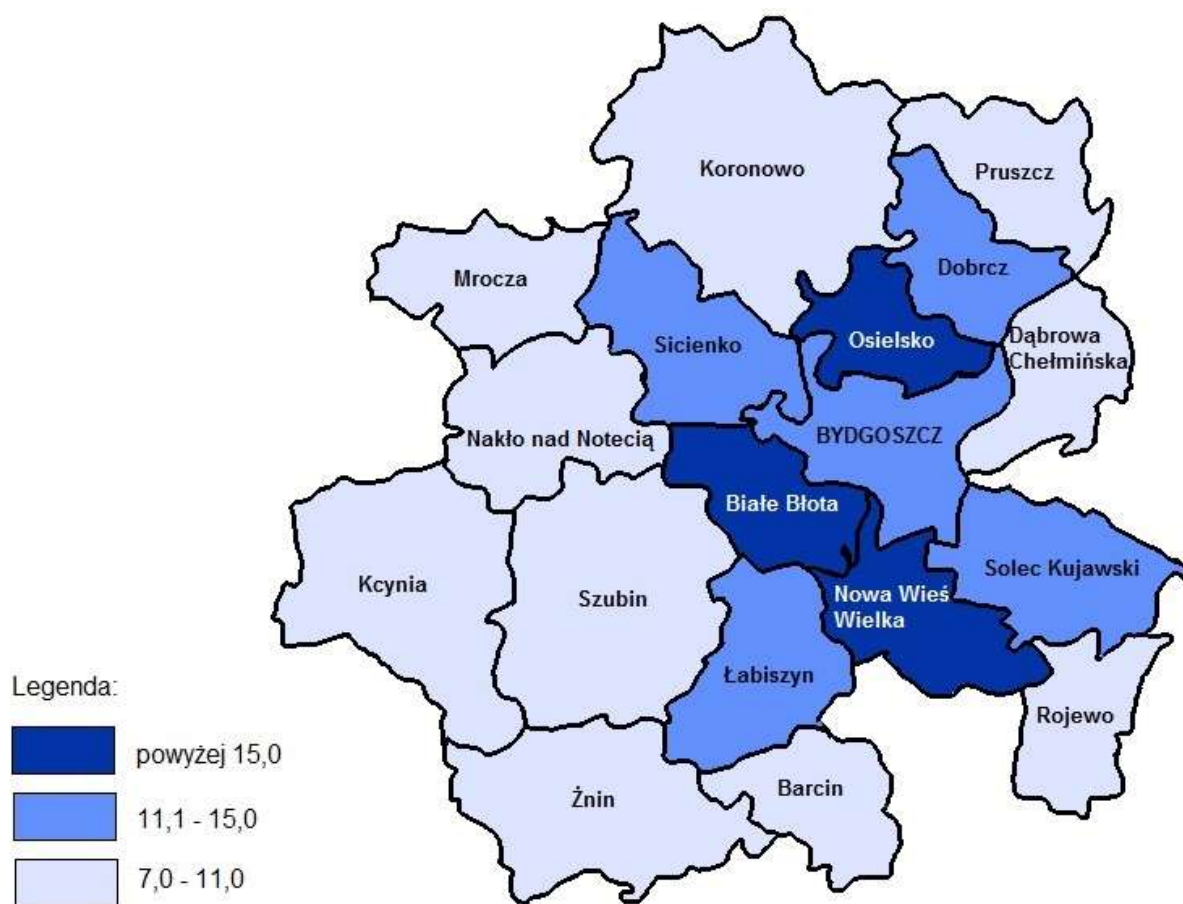 Koronowo
Pruszcz
Mrocza
Dobrcz
Sicienko
Osielsko
Dąbrowa
Chełmińska
Nakło nad Notecią
BYDGOSZCZ
Białe Błota
Kcynia
Szubin
Nowa Wieś
Wielka
Solec Kujawski
Łabiszyn
Rojewo
Żnin
Barcin
Legenda:
powyżej 15,0
11,1 - 15,0
7,0 - 11,0